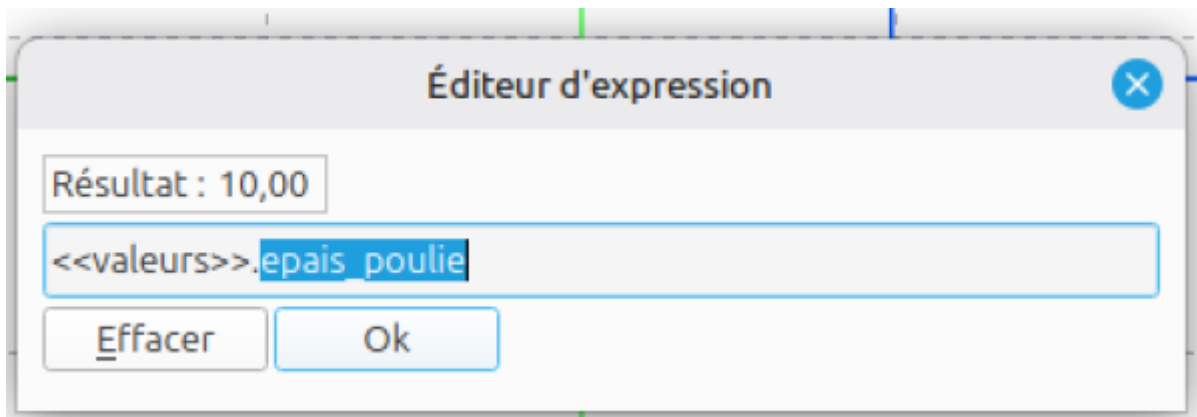 Éditeur d'expression
Résultat : 10,00
<<valeurs>>.epais_poulie
Effacer Ok